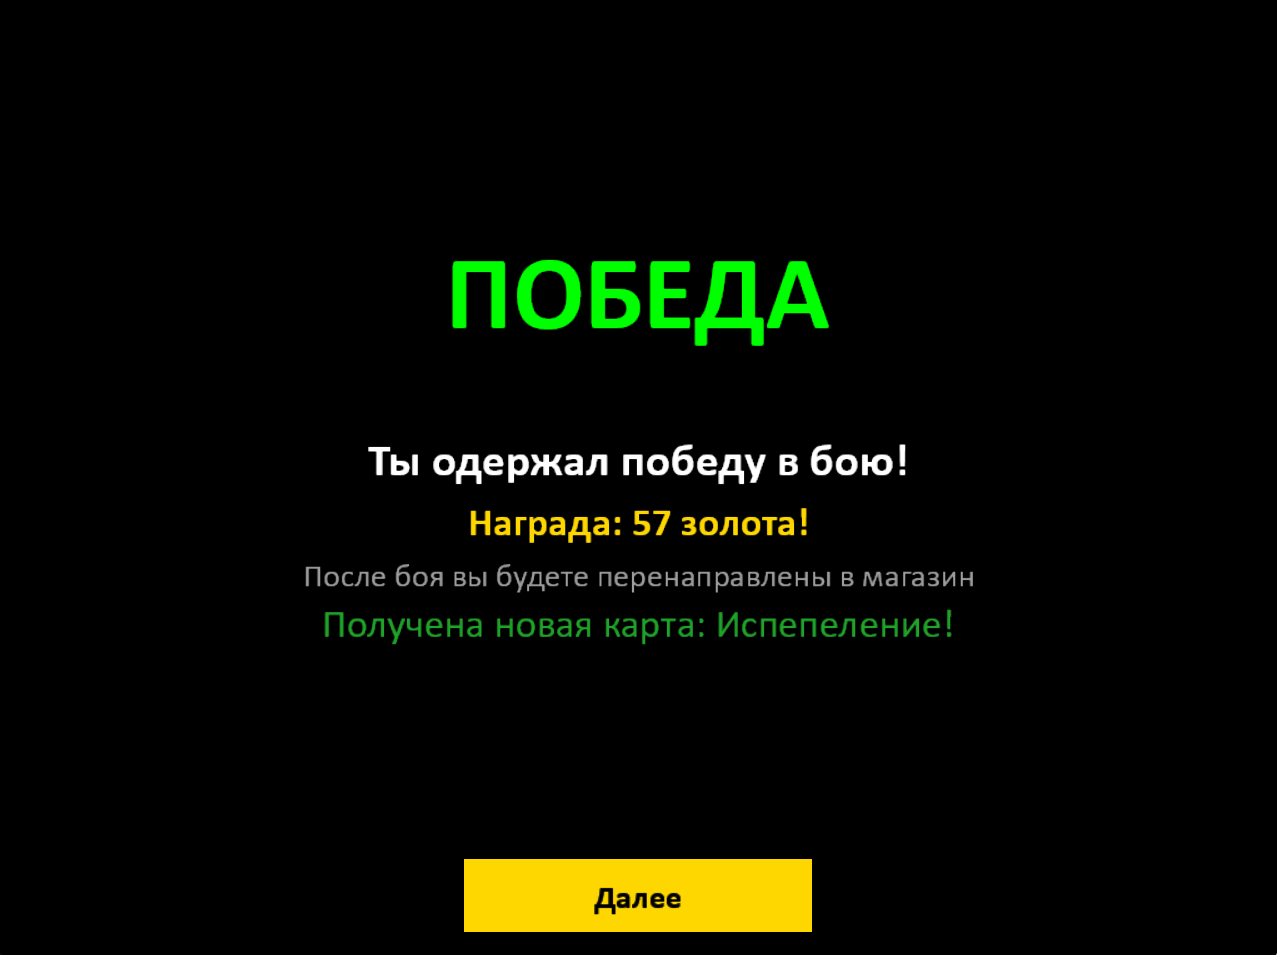 ПОБЕДА
Ты одержал победу в бою!
Награда: 57 золота!
После боя вы будете перенаправлены в магазин
Получена новая карта: Испепеление!
Далее